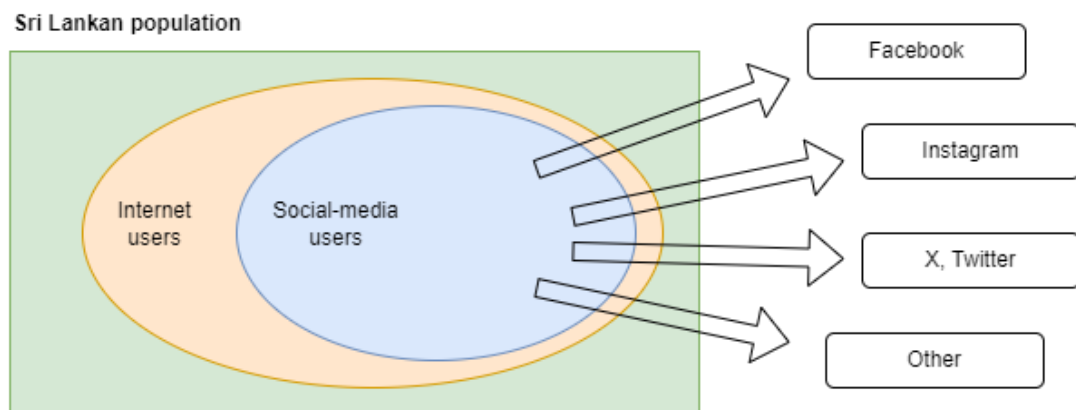 Sri Lankan population
Internet
users
Social-media
users
Facebook
Instagram
X, Twitter
Other